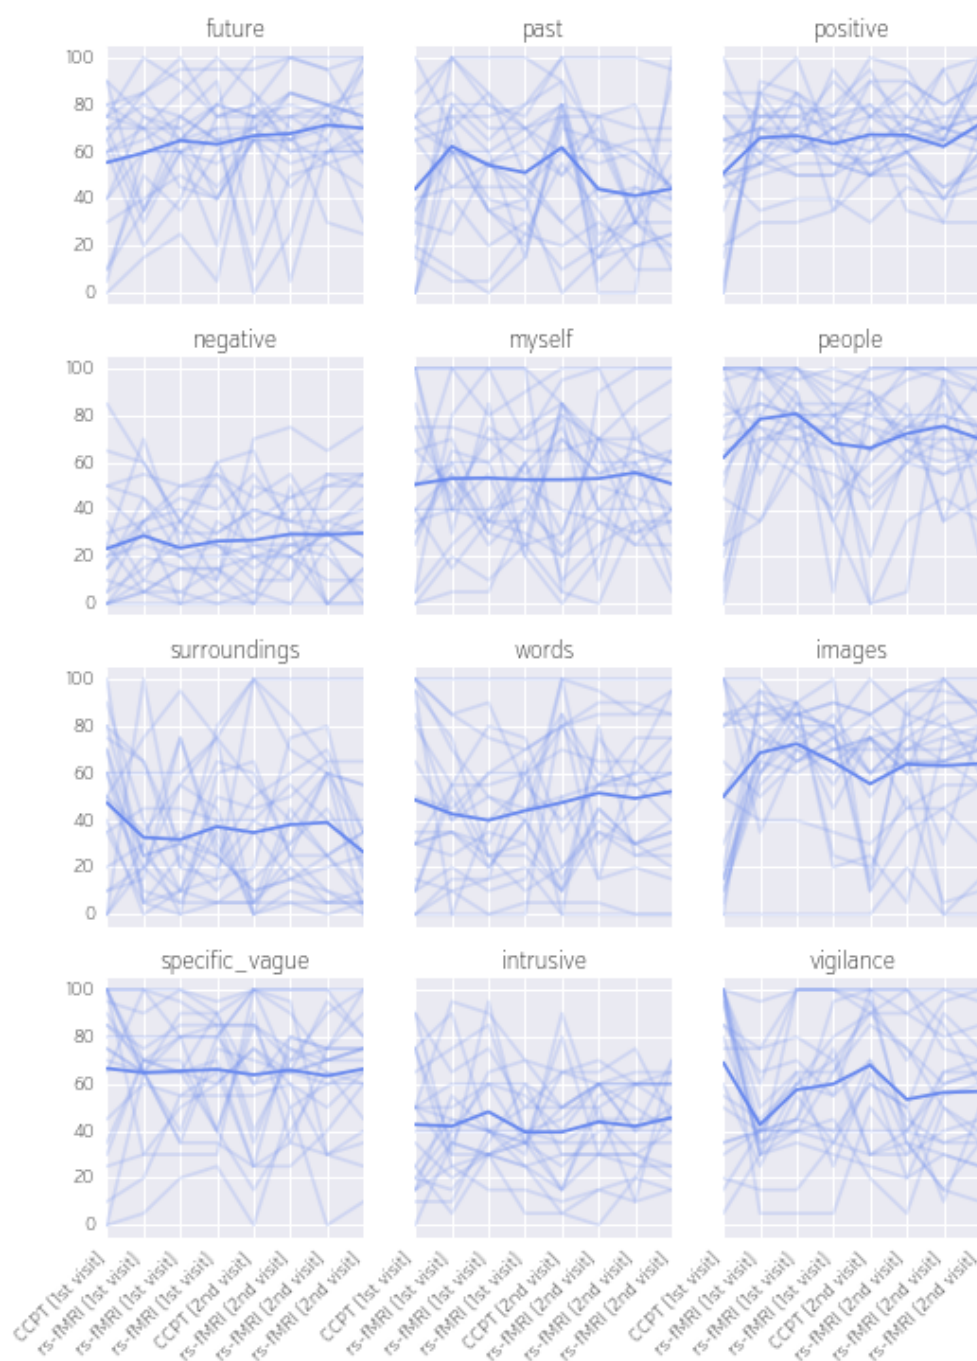 future past positive
100
80
60
40
20
0
negative myself people
100
80
60
40
20
0
surroundings words images
100
80
60
40
20
0
specific_vague intrusive vigilance
100
80
60
40
20
0
CCPT [1st visit]
rs-fMRI [1st visit]
rs-fMRI [1st visit]
rs-fMRI [1st visit]
CCPT [2nd visit]
rs-fMRI [2nd visit]
rs-fMRI [2nd visit]
rs-fMRI [2nd visit]
CCPT [1st visit]
rs-fMRI [1st visit]
rs-fMRI [1st visit]
rs-fMRI [1st visit]
CCPT [2nd visit]
rs-fMRI [2nd visit]
rs-fMRI [2nd visit]
rs-fMRI [2nd visit]
CCPT [1st visit]
rs-fMRI [1st visit]
rs-fMRI [1st visit]
rs-fMRI [1st visit]
CCPT [2nd visit]
rs-fMRI [2nd visit]
rs-fMRI [2nd visit]
rs-fMRI [2nd visit